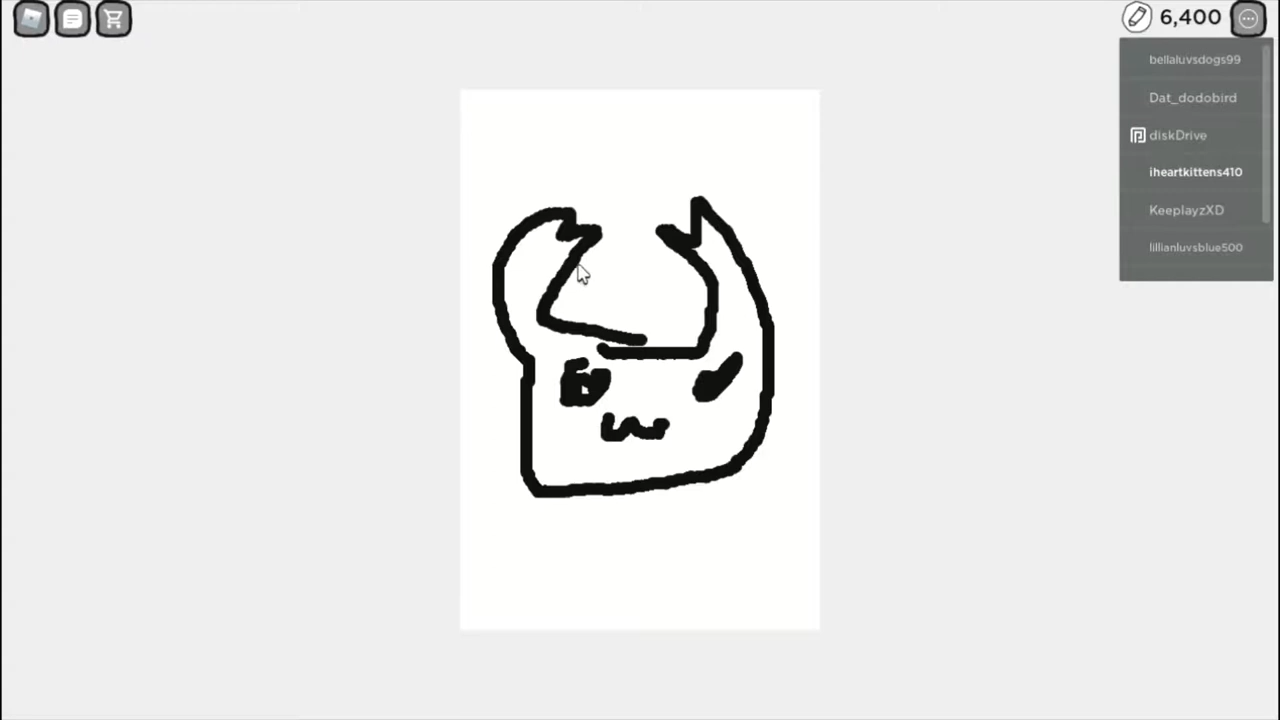 6,400
bellaluvsdogs99
Dat_dodobird
diskDrive
iheartkittens410
KeeplayzXD
lillianluvsblue500